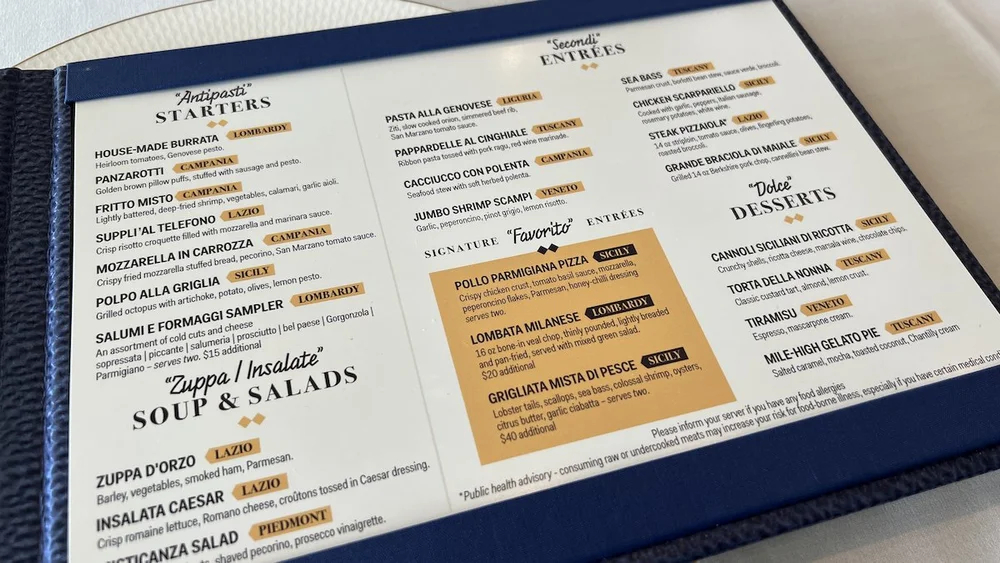 "Antipasti"
STARTERS
HOUSE-MADE BURRATA LOMBARDY
Heirloom tomatoes, Genovese pesto.
PANZAROTTI CAMPANIA
Golden brown pillow puffs, stuffed with sausage and pesto.
FRITTO MISTO CAMPANIA
Lightly battered, deep-fried shrimp, vegetables, calamari, garlic aioli.
SUPPLI'AL TELEFONO LAZIO
Crisp risotto croquette filled with mozzarella and marinara sauce.
MOZZARELLA IN CARROZZA CAMPANIA
Crispy fried mozzarella stuffed bread, pecorino, San Marzano tomato sauce.
POLPO ALLA GRIGLIA SICILY
Grilled octopus with artichoke, potato, olives, lemon pesto.
SALUMI E FORMAGGI SAMPLER LOMBARDY
An assortment of cold cuts and cheese
sopressata | piccante | salumeria | prosciutto | bel paese | Gorgonzola |
Parmigiano – serves two. $15 additional
"Zuppa / Insalate"
SOUP & SALADS
ZUPPA D'ORZO LAZIO
Barley, vegetables, smoked ham, Parmesan.
INSALATA CAESAR LAZIO
Crisp romaine lettuce, Romano cheese, croûtons tossed in Caesar dressing.
SALAD PIEDMONT
shaved pecorino, prosecco vinaigrette.
"Secondi"
ENTRÉES
PASTA ALLA GENOVESE LIGURIA
Ziti, slow cooked onion, simmered beef rib,
San Marzano tomato sauce.
PAPPARDELLE AL CINGHIALE TUSCANY
Ribbon pasta tossed with pork ragu, red wine marinade.
CACCIUCCO CON POLENTA CAMPANIA
Seafood stew with soft herbed polenta.
JUMBO SHRIMP SCAMPI VENETO
Garlic, peperoncino, pinot grigio, lemon risotto.
SEA BASS TUSCANY
Parmesan crust, borlotti bean stew, sauce verde, broccoli.
CHICKEN SCARPARIELLO SICILY
Cooked with garlic, peppers, Italian sausage,
rosemary potatoes, white wine.
STEAK PIZZAIOLA* LAZIO
14 oz striploin, tomato sauce, olives, fingerling potatoes,
roasted broccoli.
GRANDE BRACIOLA DI MAIALE SICILY
Grilled 14 oz Berkshire pork chop, cannellini bean stew.
SIGNATURE "Favorito" ENTRÉES
POLLO PARMIGIANA PIZZA SICILY
Crispy chicken crust, tomato basil sauce, mozzarella,
peperoncino flakes, Parmesan, honey-chilli dressing
serves two.
LOMBATA MILANESE LOMBARDY
16 oz bone-in veal chop, thinly pounded, lightly breaded
and pan-fried, served with mixed green salad.
$20 additional
GRIGLIATA MISTA DI PESCE SICILY
Lobster tails, scallops, sea bass, colossal shrimp, oysters,
citrus butter, garlic ciabatta – serves two.
$40 additional
"Dolce"
DESSERTS
CANNOLI SICILIANI DI RICOTTA SICILY
Crunchy shells, ricotta cheese, marsala wine, chocolate chips.
TORTA DELLA NONNA TUSCANY
Classic custard tart, almond, lemon crust.
TIRAMISU VENETO
Espresso, mascarpone cream.
MILE-HIGH GELATO PIE TUSCANY
Salted caramel, mocha, toasted coconut, Chantilly cream
Please inform your server if you have any food allergies
*Public health advisory - consuming raw or undercooked meats may increase your risk for food-borne illness, especially if you have certain medical